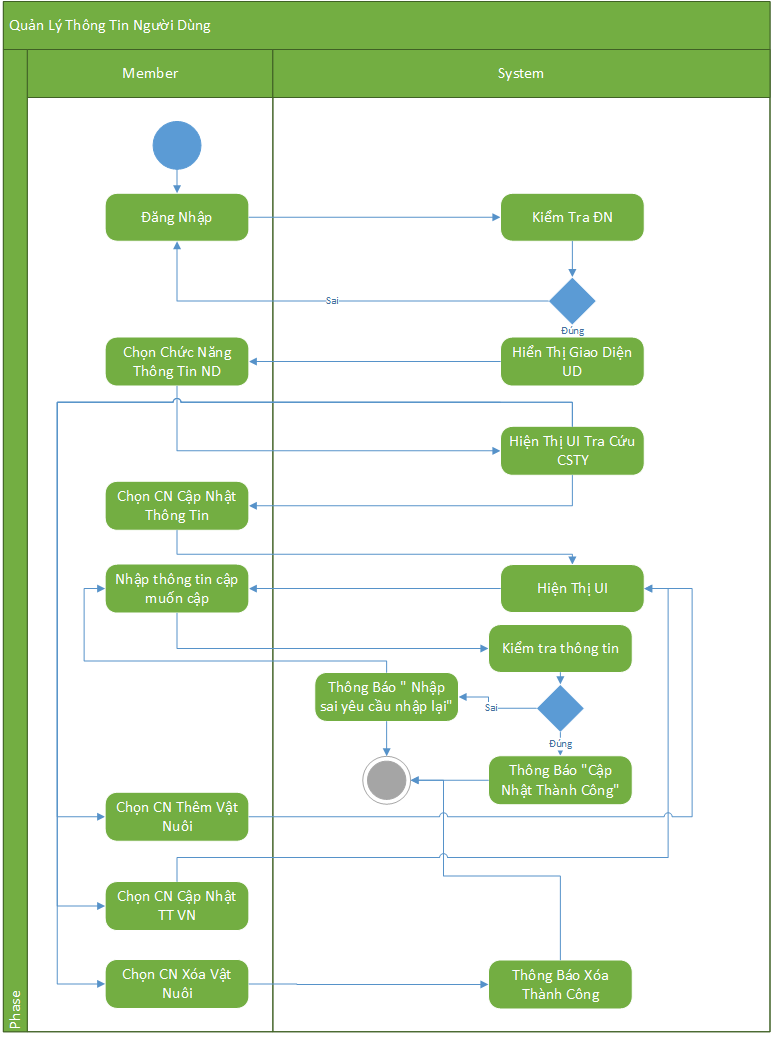 Quản Lý Thông Tin Người Dùng
Member
System
Đăng Nhập
Kiểm Tra ĐN
Sai
Đúng
Chọn Chức Năng
Thông Tin ND
Hiển Thị Giao Diện
UD
Hiện Thị UI Tra Cứu
CSTY
Chọn CN Cập Nhật
Thông Tin
Nhập thông tin cập
muốn cập
Hiện Thị UI
Kiểm tra thông tin
Thông Báo " Nhập
sai yêu cầu nhập lại"
Sai
Đúng
Thông Báo "Cập
Nhật Thành Công"
Chọn CN Thêm Vật
Nuôi
Chọn CN Cập Nhật
TT VN
Chọn CN Xóa Vật
Nuôi
Thông Báo Xóa
Thành Công
Phase